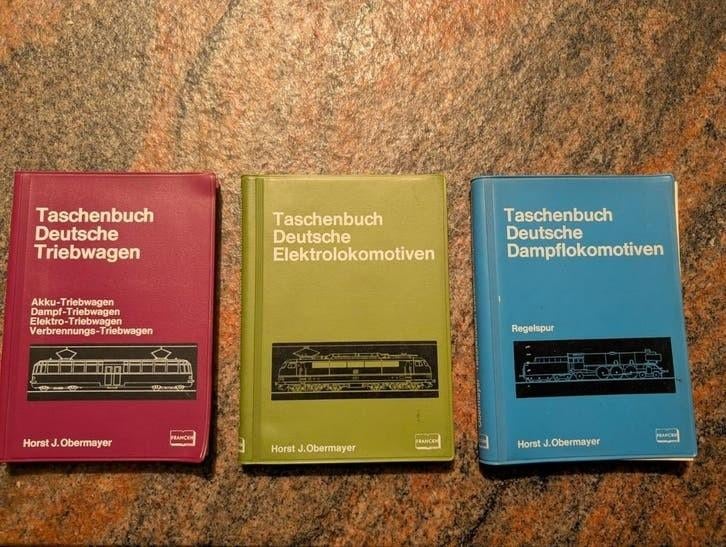 Taschenbuch
Deutsche
Triebwagen
Akku-Triebwagen
Dampf-Triebwagen
Elektro-Triebwagen
Verbrennungs-Triebwagen
Horst J. Obermayer
FRANCKH
Taschenbuch
Deutsche
Elektrolokomotiven
Horst J. Obermayer
FRANCKH
Taschenbuch
Deutsche
Dampflokomotiven
Regelspur
Horst J. Obermayer
FRANCKH